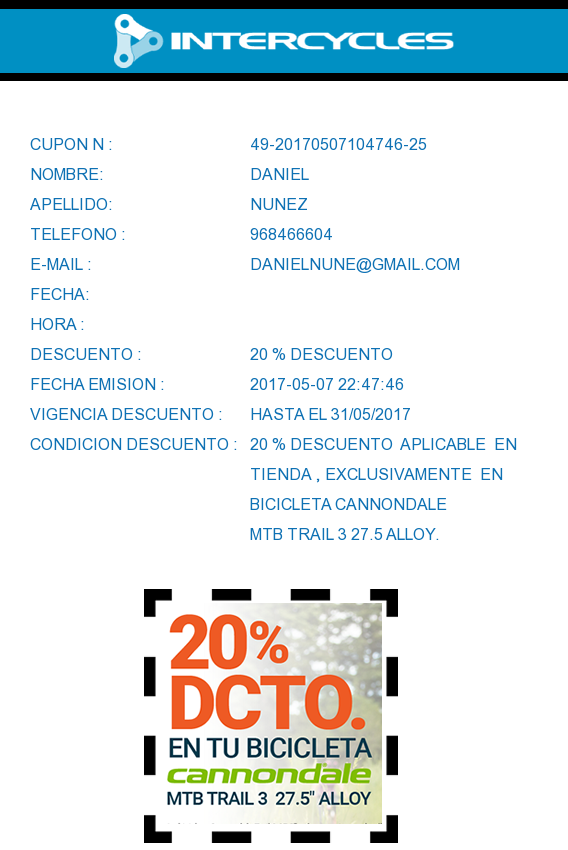 INTERCYCLES
CUPON N : 49-20170507104746-25
NOMBRE: DANIEL
APELLIDO: NUNEZ
TELEFONO : 968466604
E-MAIL : DANIELNUNE@GMAIL.COM
FECHA:
HORA :
DESCUENTO : 20 % DESCUENTO
FECHA EMISION : 2017-05-07 22:47:46
VIGENCIA DESCUENTO : HASTA EL 31/05/2017
CONDICION DESCUENTO : 20 % DESCUENTO APLICABLE EN
TIENDA , EXCLUSIVAMENTE EN
BICICLETA CANNONDALE
MTB TRAIL 3 27.5 ALLOY.
20%
DCTO.
EN TU BICICLETA
cannondale
MTB TRAIL 3 27.5" ALLOY